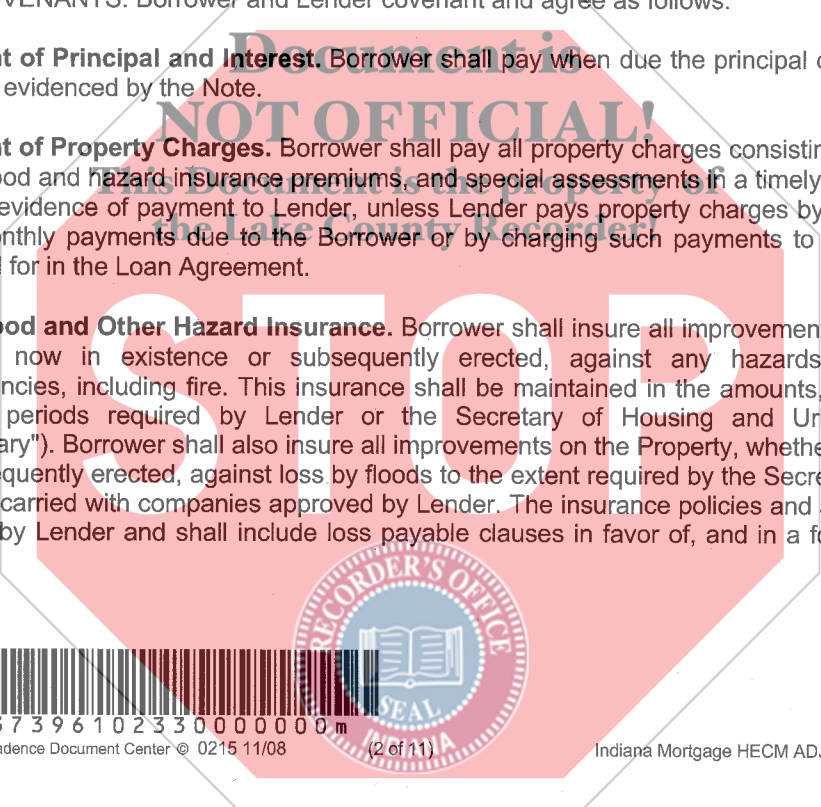 VENANTS. Borrower and Lender covenant and agree as follows:
t of Principal and Interest. Borrower shall pay when due the principal
evidenced by the Note.
t of Property Charges. Borrower shall pay all property charges consistin
ood and hazard insurance premiums, and special assessments in a timely
evidence of payment to Lender, unless Lender pays property charges by
nthly payments due to the Borrower or by charging such payments to
for in the Loan Agreement.
ood and Other Hazard Insurance. Borrower shall insure all improvemen
now in existence or subsequently erected, against any hazards
ncies, including fire. This insurance shall be maintained in the amounts,
periods required by Lender or the Secretary of Housing and Ur
ary"). Borrower shall also insure all improvements on the Property, whethe
quently erected, against loss by floods to the extent required by the Secre
carried with companies approved by Lender. The insurance policies and
by Lender and shall include loss payable clauses in favor of, and in a fo
Document is
NOT OFFICIAL!
This Document is the property of
the Lake County Recorder!
STOP
RECORDER'S OFFICE
SEAL
INDIANA
373961023300000000m
adence Document Center © 0215 11/08
(2 of 11)
Indiana Mortgage HECM ADJ